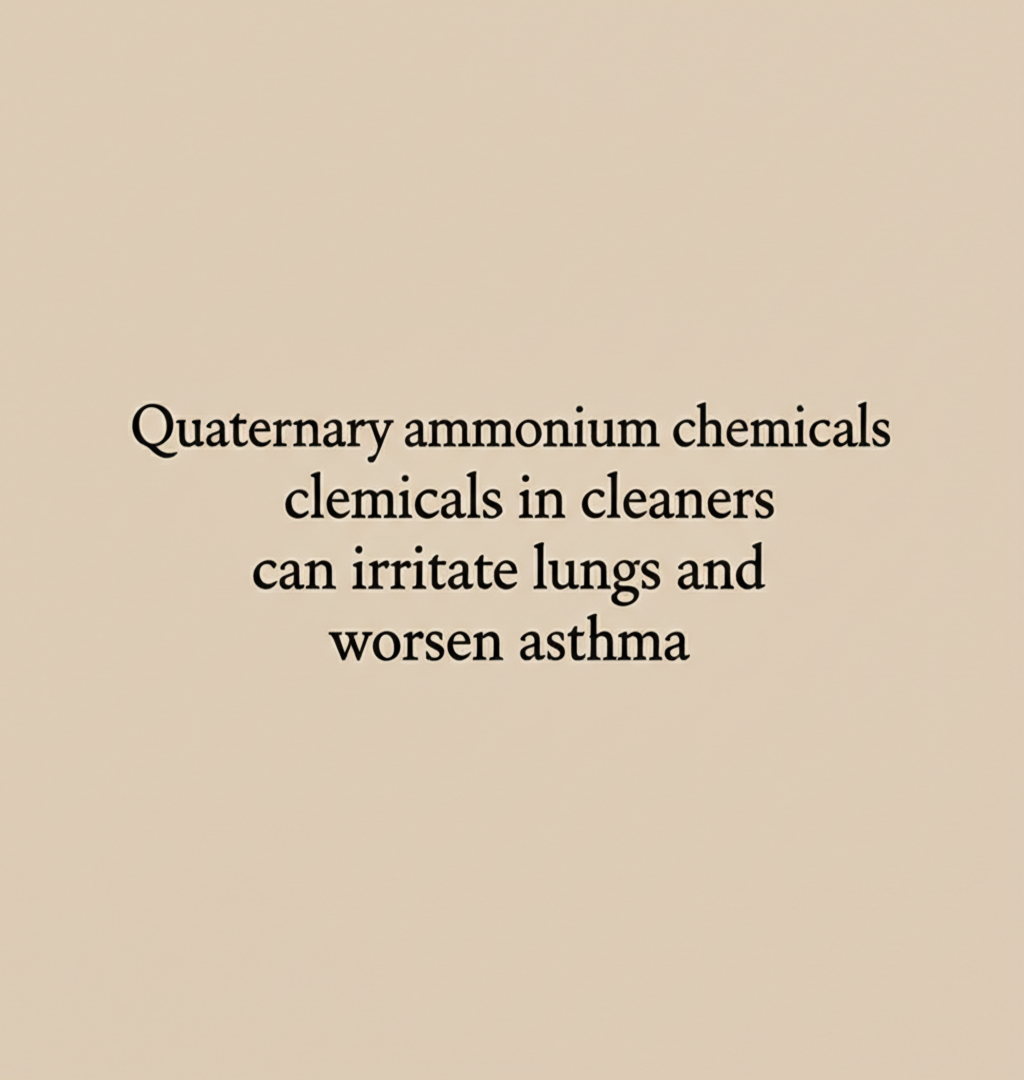 Quaternary ammonium chemicals
clemicals in cleaners
can irritate lungs and
worsen asthma